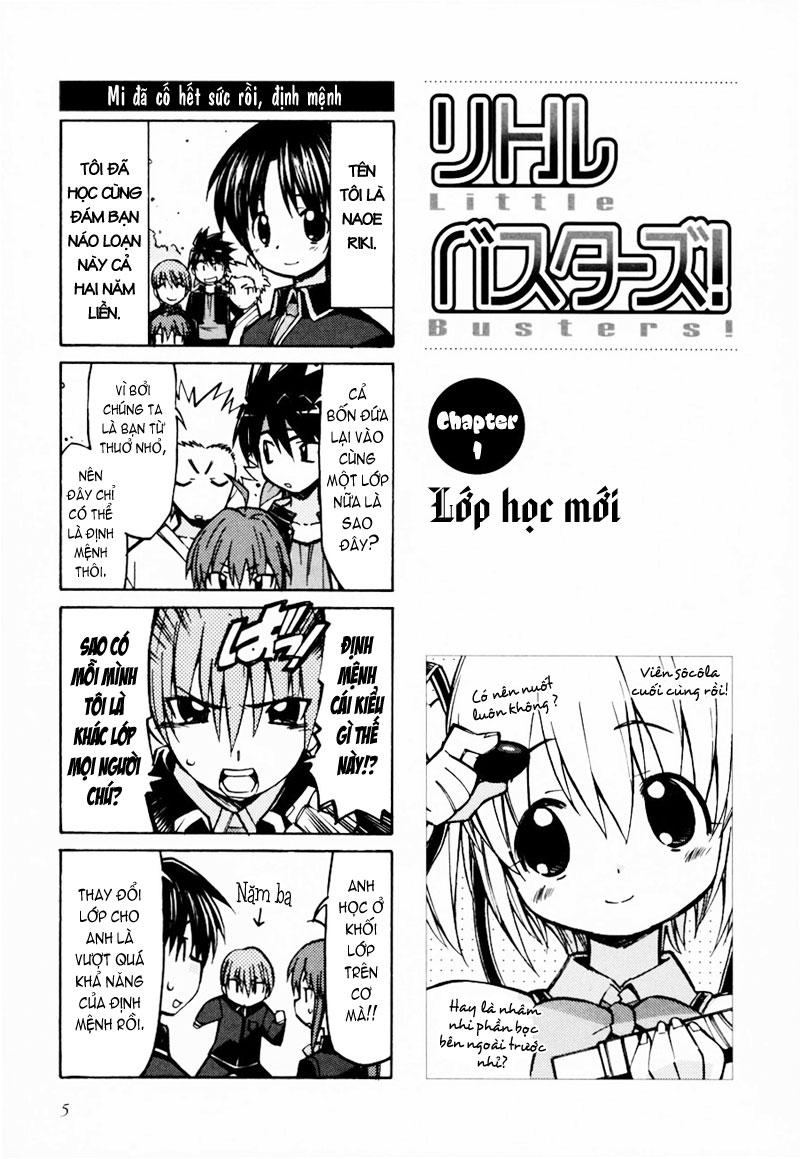 リトル
Little
バスターズ!
Busters!
Chapter
1
Lớp học mới
Viên sôcôla
cuối cùng rồi!
Có nên nuốt
luôn không?
Hay là nhâm
nhi phần bọc
bên ngoài trước
nhỉ?
Mi đã cố hết sức rồi, định mệnh
TÊN
TÔI LÀ
NAOE
RIKI.
TÔI ĐÃ
HỌC CÙNG
ĐÁM BẠN
NÁO LOẠN
NÀY CẢ
HAI NĂM
LIỀN.
CẢ
BỐN ĐỨA
LẠI VÀO
CÙNG
MỘT LỚP
NỮA LÀ
SAO
ĐÂY?
VÌ BỞI
CHÚNG TA
LÀ BẠN TỪ
THUỞ NHỎ,
NÊN
ĐÂY CHỈ
CÓ THỂ
LÀ ĐỊNH
MỆNH
THÔI.
ĐỊNH
MỆNH
CÁI KIỂU
GÌ THẾ
NÀY!?
ばっ!
SAO CÓ
MỖI MÌNH
TÔI LÀ
KHÁC LỚP
MỌI NGƯỜI
CHÚ?
ANH
HỌC Ở
KHỐI LỚP
TRÊN
CƠ
MÀ!!
Năm ba
THAY ĐỔI
LỚP CHO
ANH LÀ
VƯỢT QUÁ
KHẢ NĂNG
CỦA ĐỊNH
MỆNH RỒI.
5